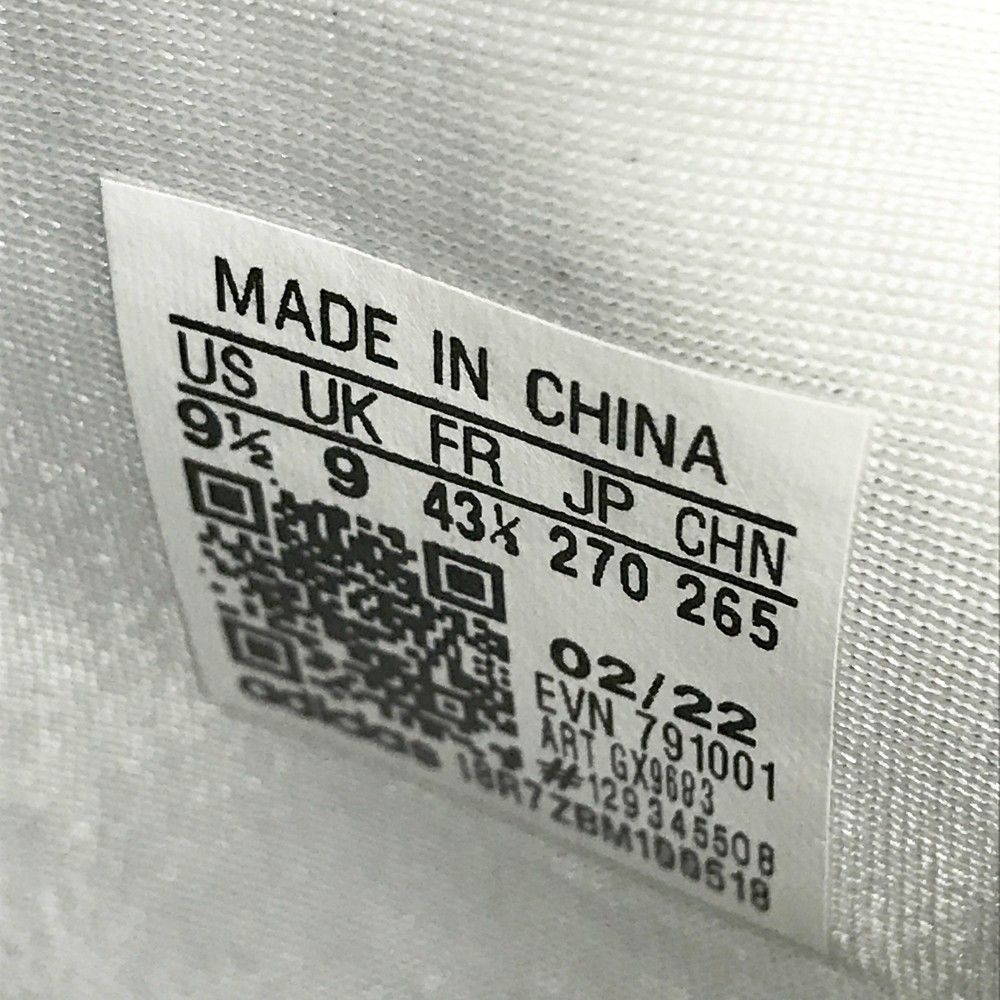 MADE IN CHINA
US UK FR JP CHN
9½ 9 43⅓ 270 265
02/22
EVN 791001
ART GX9683
#129345508
adidas